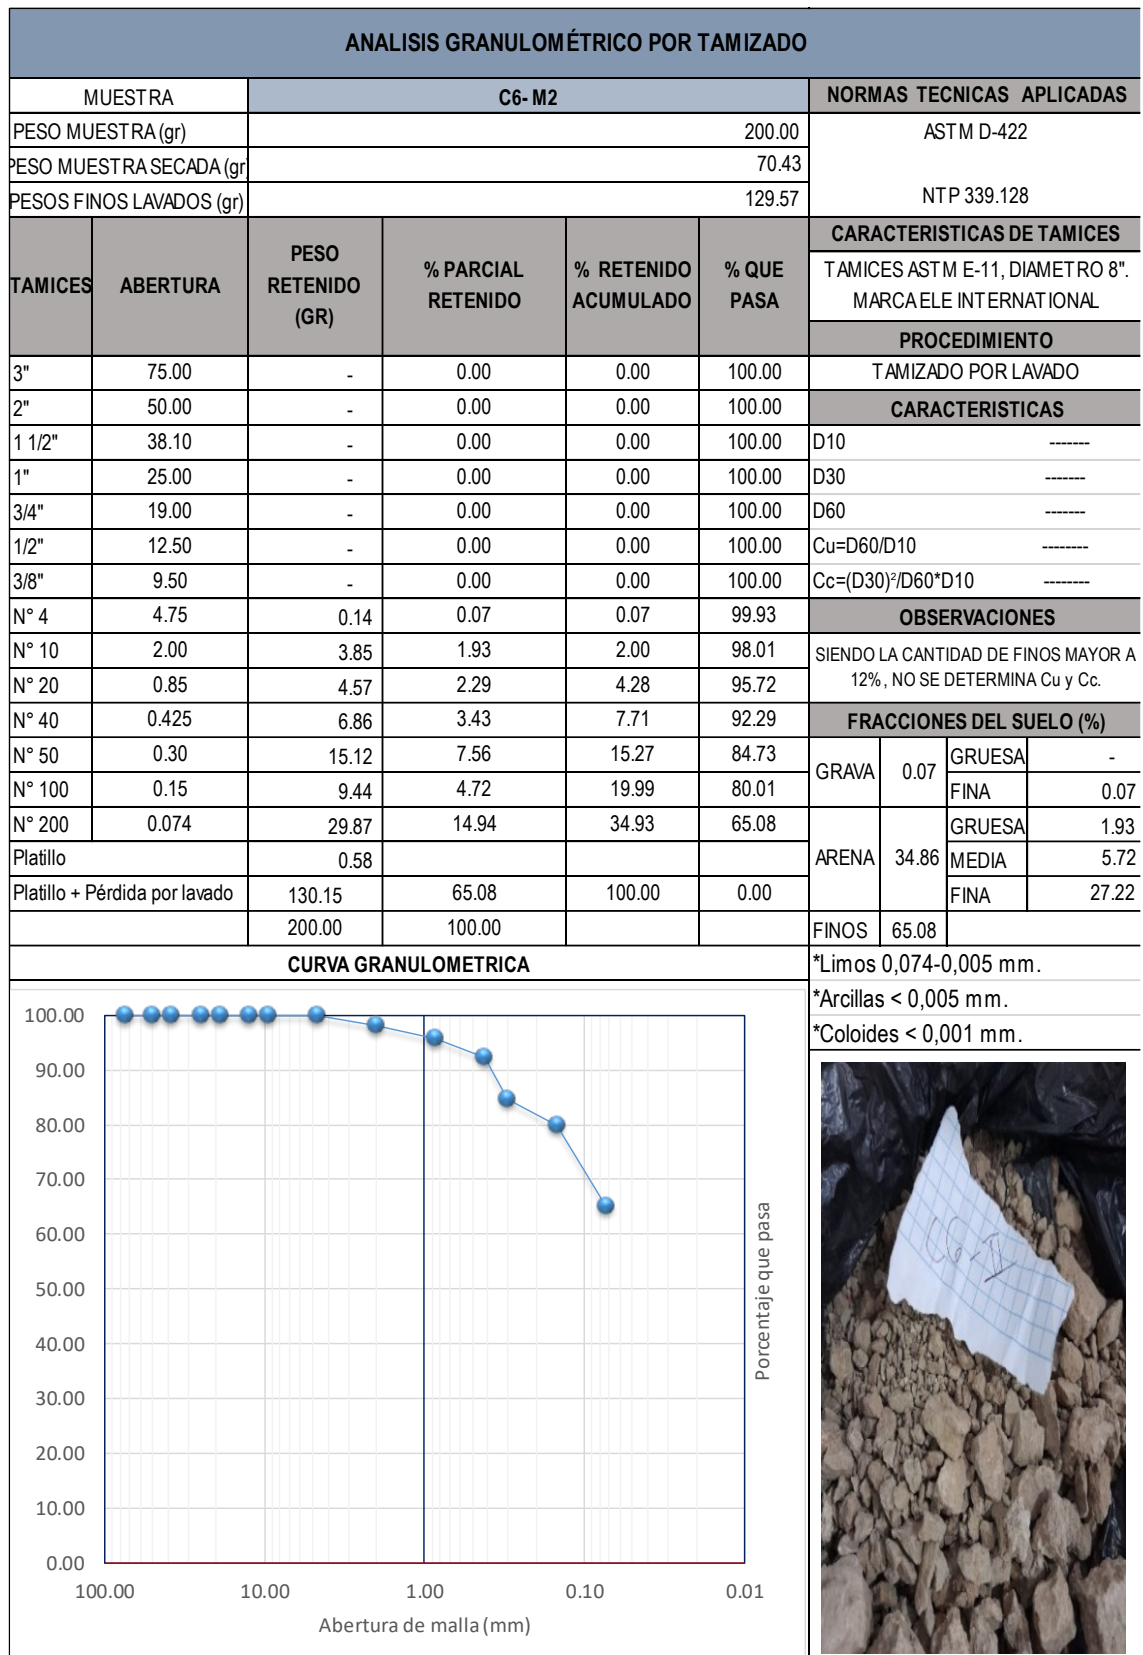 ANALISIS GRANULOMÉTRICO POR TAMIZADO
MUESTRA C6- M2 NORMAS TECNICAS APLICADAS
PESO MUESTRA (gr) 200.00 ASTM D-422
PESO MUESTRA SECADA (gr) 70.43
PESOS FINOS LAVADOS (gr) 129.57 NTP 339.128
TAMICES ABERTURA PESO RETENIDO (GR) % PARCIAL RETENIDO % RETENIDO ACUMULADO % QUE PASA CARACTERISTICAS DE TAMICES
TAMICES ASTM E-11, DIAMETRO 8".
MARCA ELE INTERNATIONAL
PROCEDIMIENTO
3" 75.00 - 0.00 0.00 100.00 TAMIZADO POR LAVADO
2" 50.00 - 0.00 0.00 100.00 CARACTERISTICAS
1 1/2" 38.10 - 0.00 0.00 100.00 D10 -------
1" 25.00 - 0.00 0.00 100.00 D30 -------
3/4" 19.00 - 0.00 0.00 100.00 D60 -------
1/2" 12.50 - 0.00 0.00 100.00 Cu=D60/D10 --------
3/8" 9.50 - 0.00 0.00 100.00 Cc=(D30)²/D60*D10 --------
N° 4 4.75 0.14 0.07 0.07 99.93 OBSERVACIONES
N° 10 2.00 3.85 1.93 2.00 98.01 SIENDO LA CANTIDAD DE FINOS MAYOR A
N° 20 0.85 4.57 2.29 4.28 95.72 12%, NO SE DETERMINA Cu y Cc.
N° 40 0.425 6.86 3.43 7.71 92.29 FRACCIONES DEL SUELO (%)
N° 50 0.30 15.12 7.56 15.27 84.73 GRAVA 0.07 GRUESA -
N° 100 0.15 9.44 4.72 19.99 80.01 FINA 0.07
N° 200 0.074 29.87 14.94 34.93 65.08 GRUESA 1.93
Platillo 0.58 ARENA 34.86 MEDIA 5.72
Platillo + Pérdida por lavado 130.15 65.08 100.00 0.00 FINA 27.22
200.00 100.00 FINOS 65.08
CURVA GRANULOMETRICA
*Limos 0,074-0,005 mm.
*Arcillas < 0,005 mm.
*Coloides < 0,001 mm.
100.00
90.00
80.00
70.00
60.00
50.00
40.00
30.00
20.00
10.00
0.00
100.00 10.00 1.00 0.10 0.01
Abertura de malla (mm)
Porcentaje que pasa
C6-II